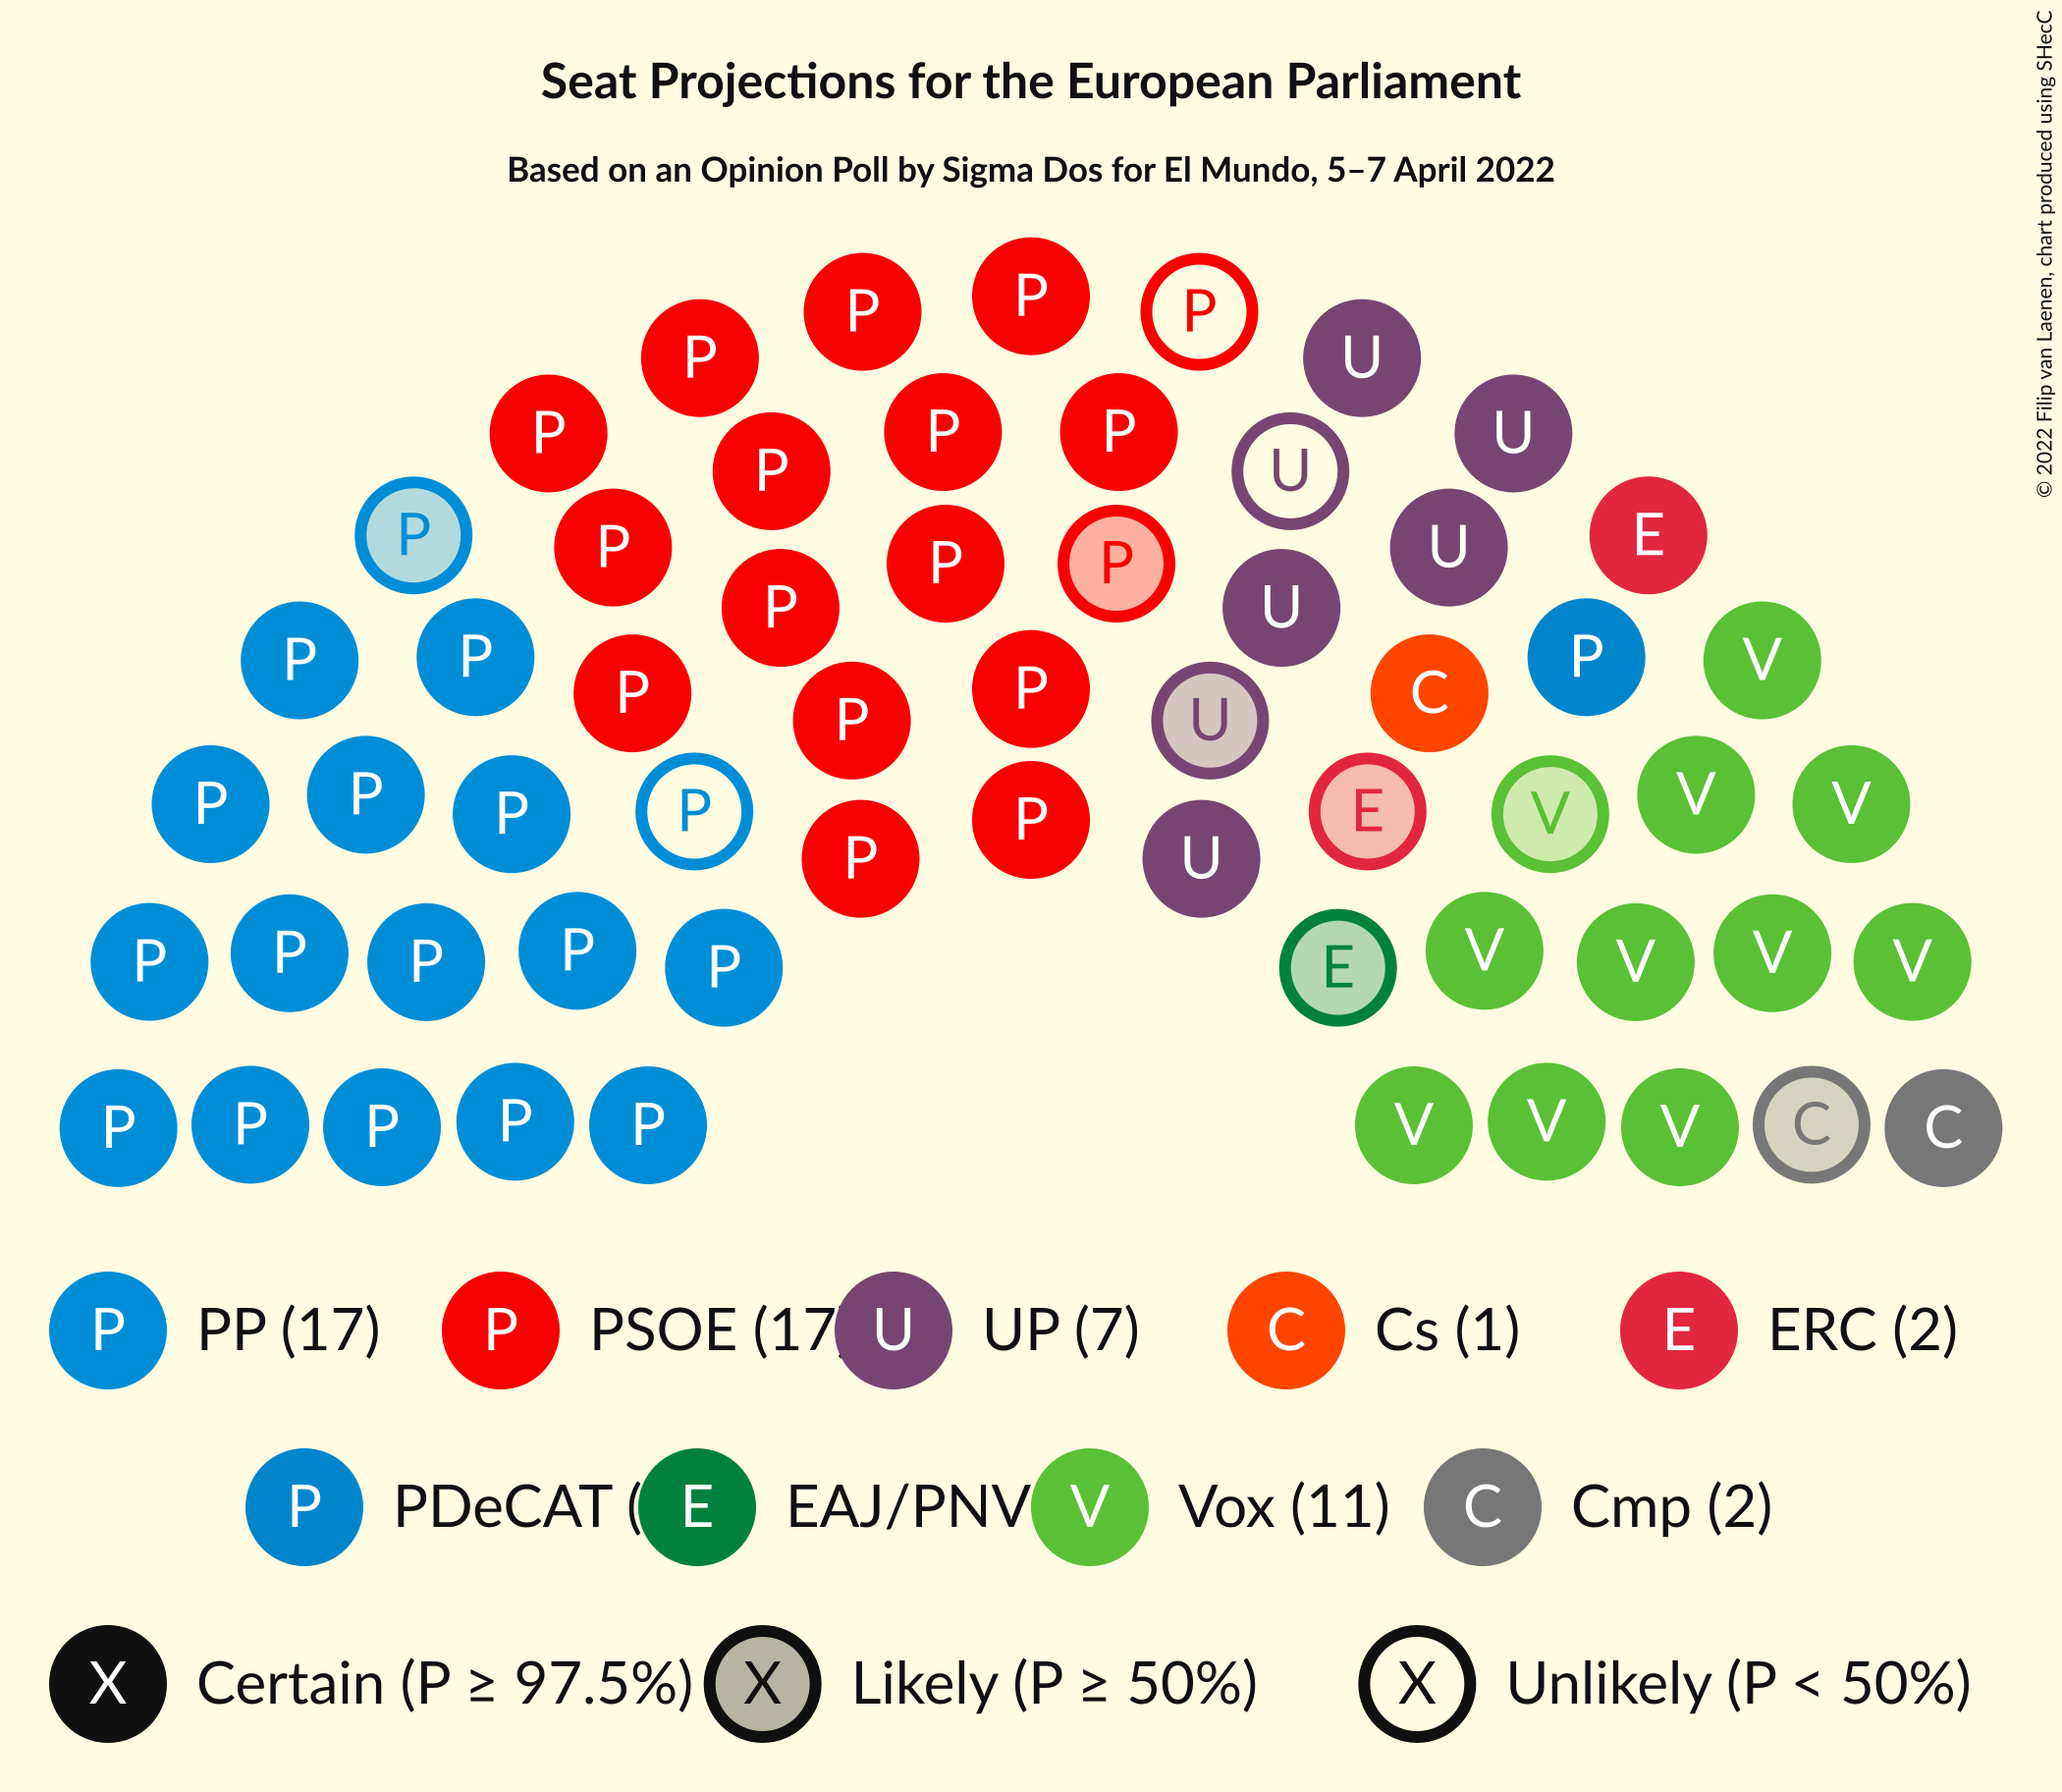 Seat Projections for the European Parliament
Based on an Opinion Poll by Sigma Dos for El Mundo, 5–7 April 2022
© 2022 Filip van Laenen, chart produced using SHecC
P
P P
P U
P P P U
P U
P E
P U
P P
P U
P P P V
P P C
P U
P P P P P E V V V
P U
P P P P P E V V V V
P P P P P V V V C C
P PP (17) P PSOE (17 U UP (7) C Cs (1) E ERC (2)
P PDeCAT ( E EAJ/PNV V Vox (11) C Cmp (2)
X Certain (P ≥ 97.5%) X Likely (P ≥ 50%) X Unlikely (P < 50%)